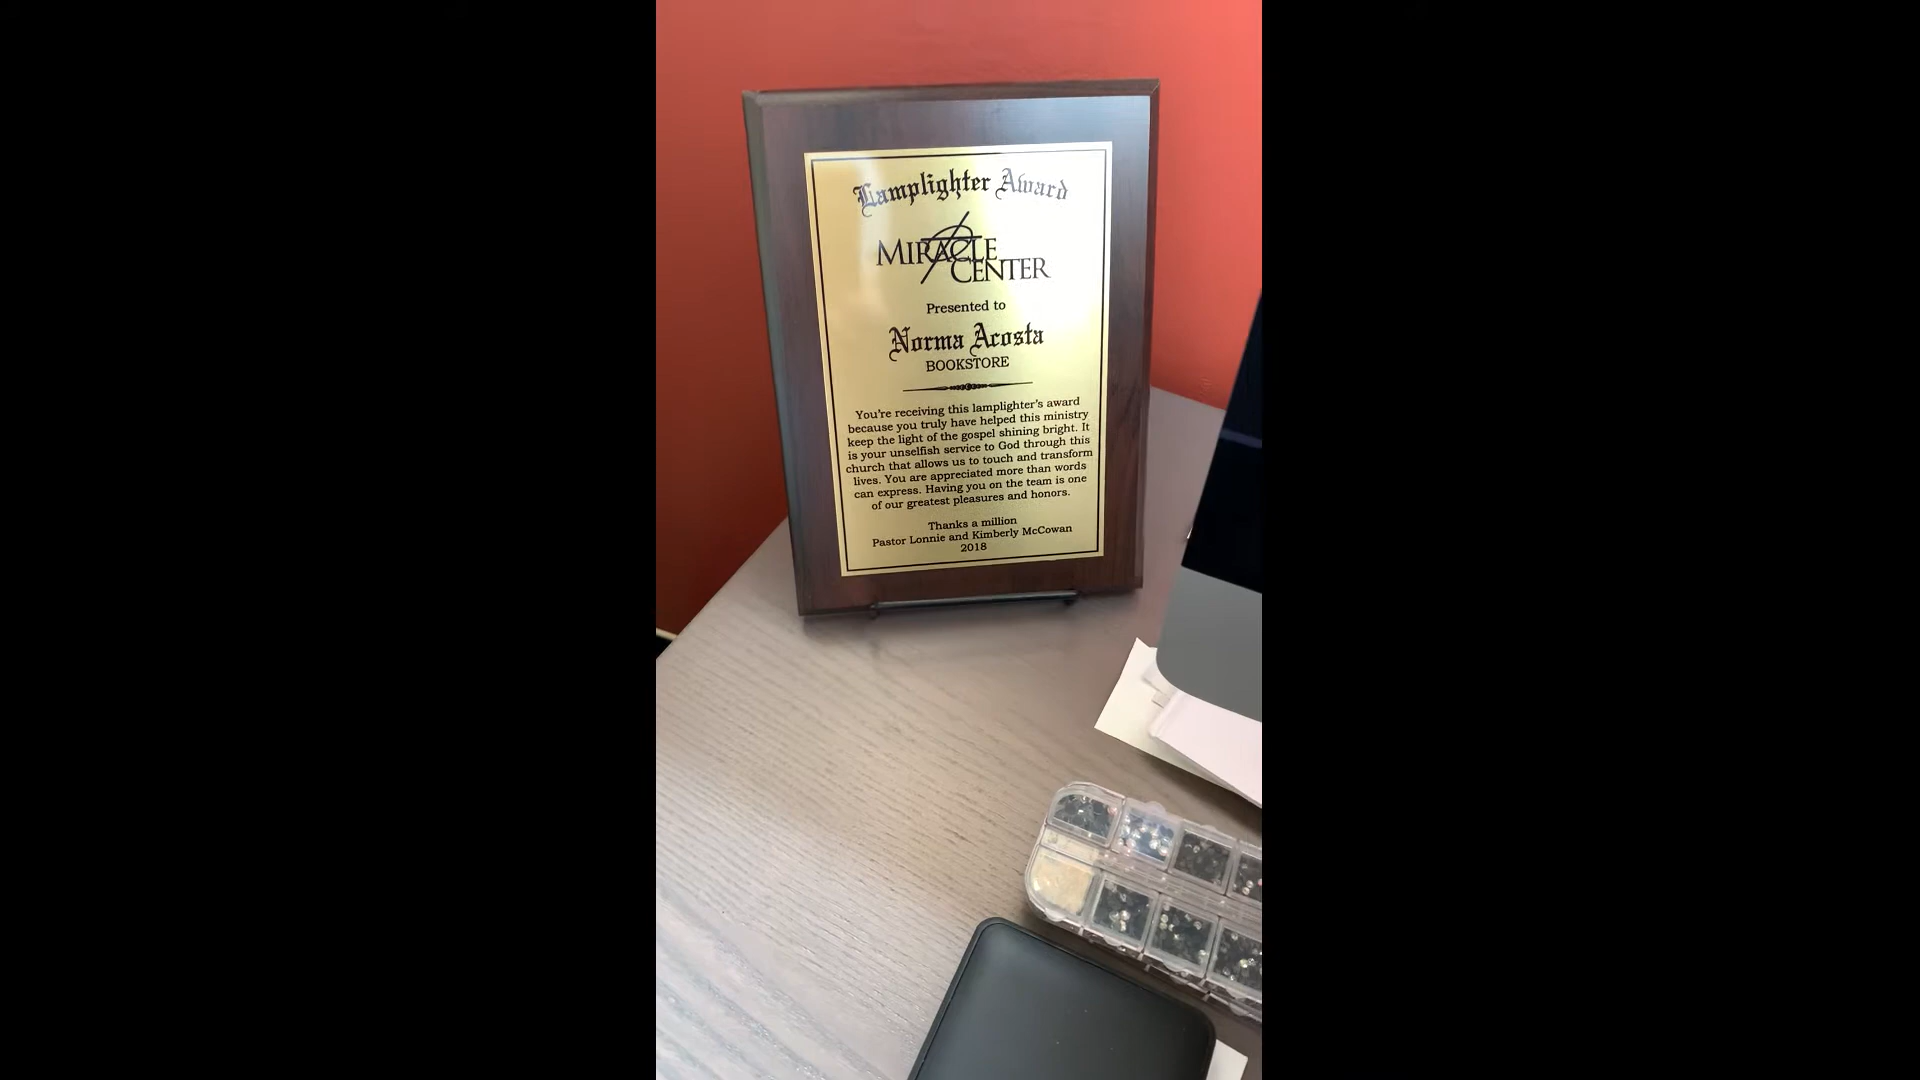 Lamplighter Award
MIRACLE
CENTER
Presented to
Norma Acosta
BOOKSTORE
You're receiving this lamplighter's award
because you truly have helped this ministry
keep the light of the gospel shining bright. It
is your unselfish service to God through this
church that allows us to touch and transform
lives. You are appreciated more than words
can express. Having you on the team is one
of our greatest pleasures and honors.
Thanks a million
Pastor Lonnie and Kimberly McCowan
2018